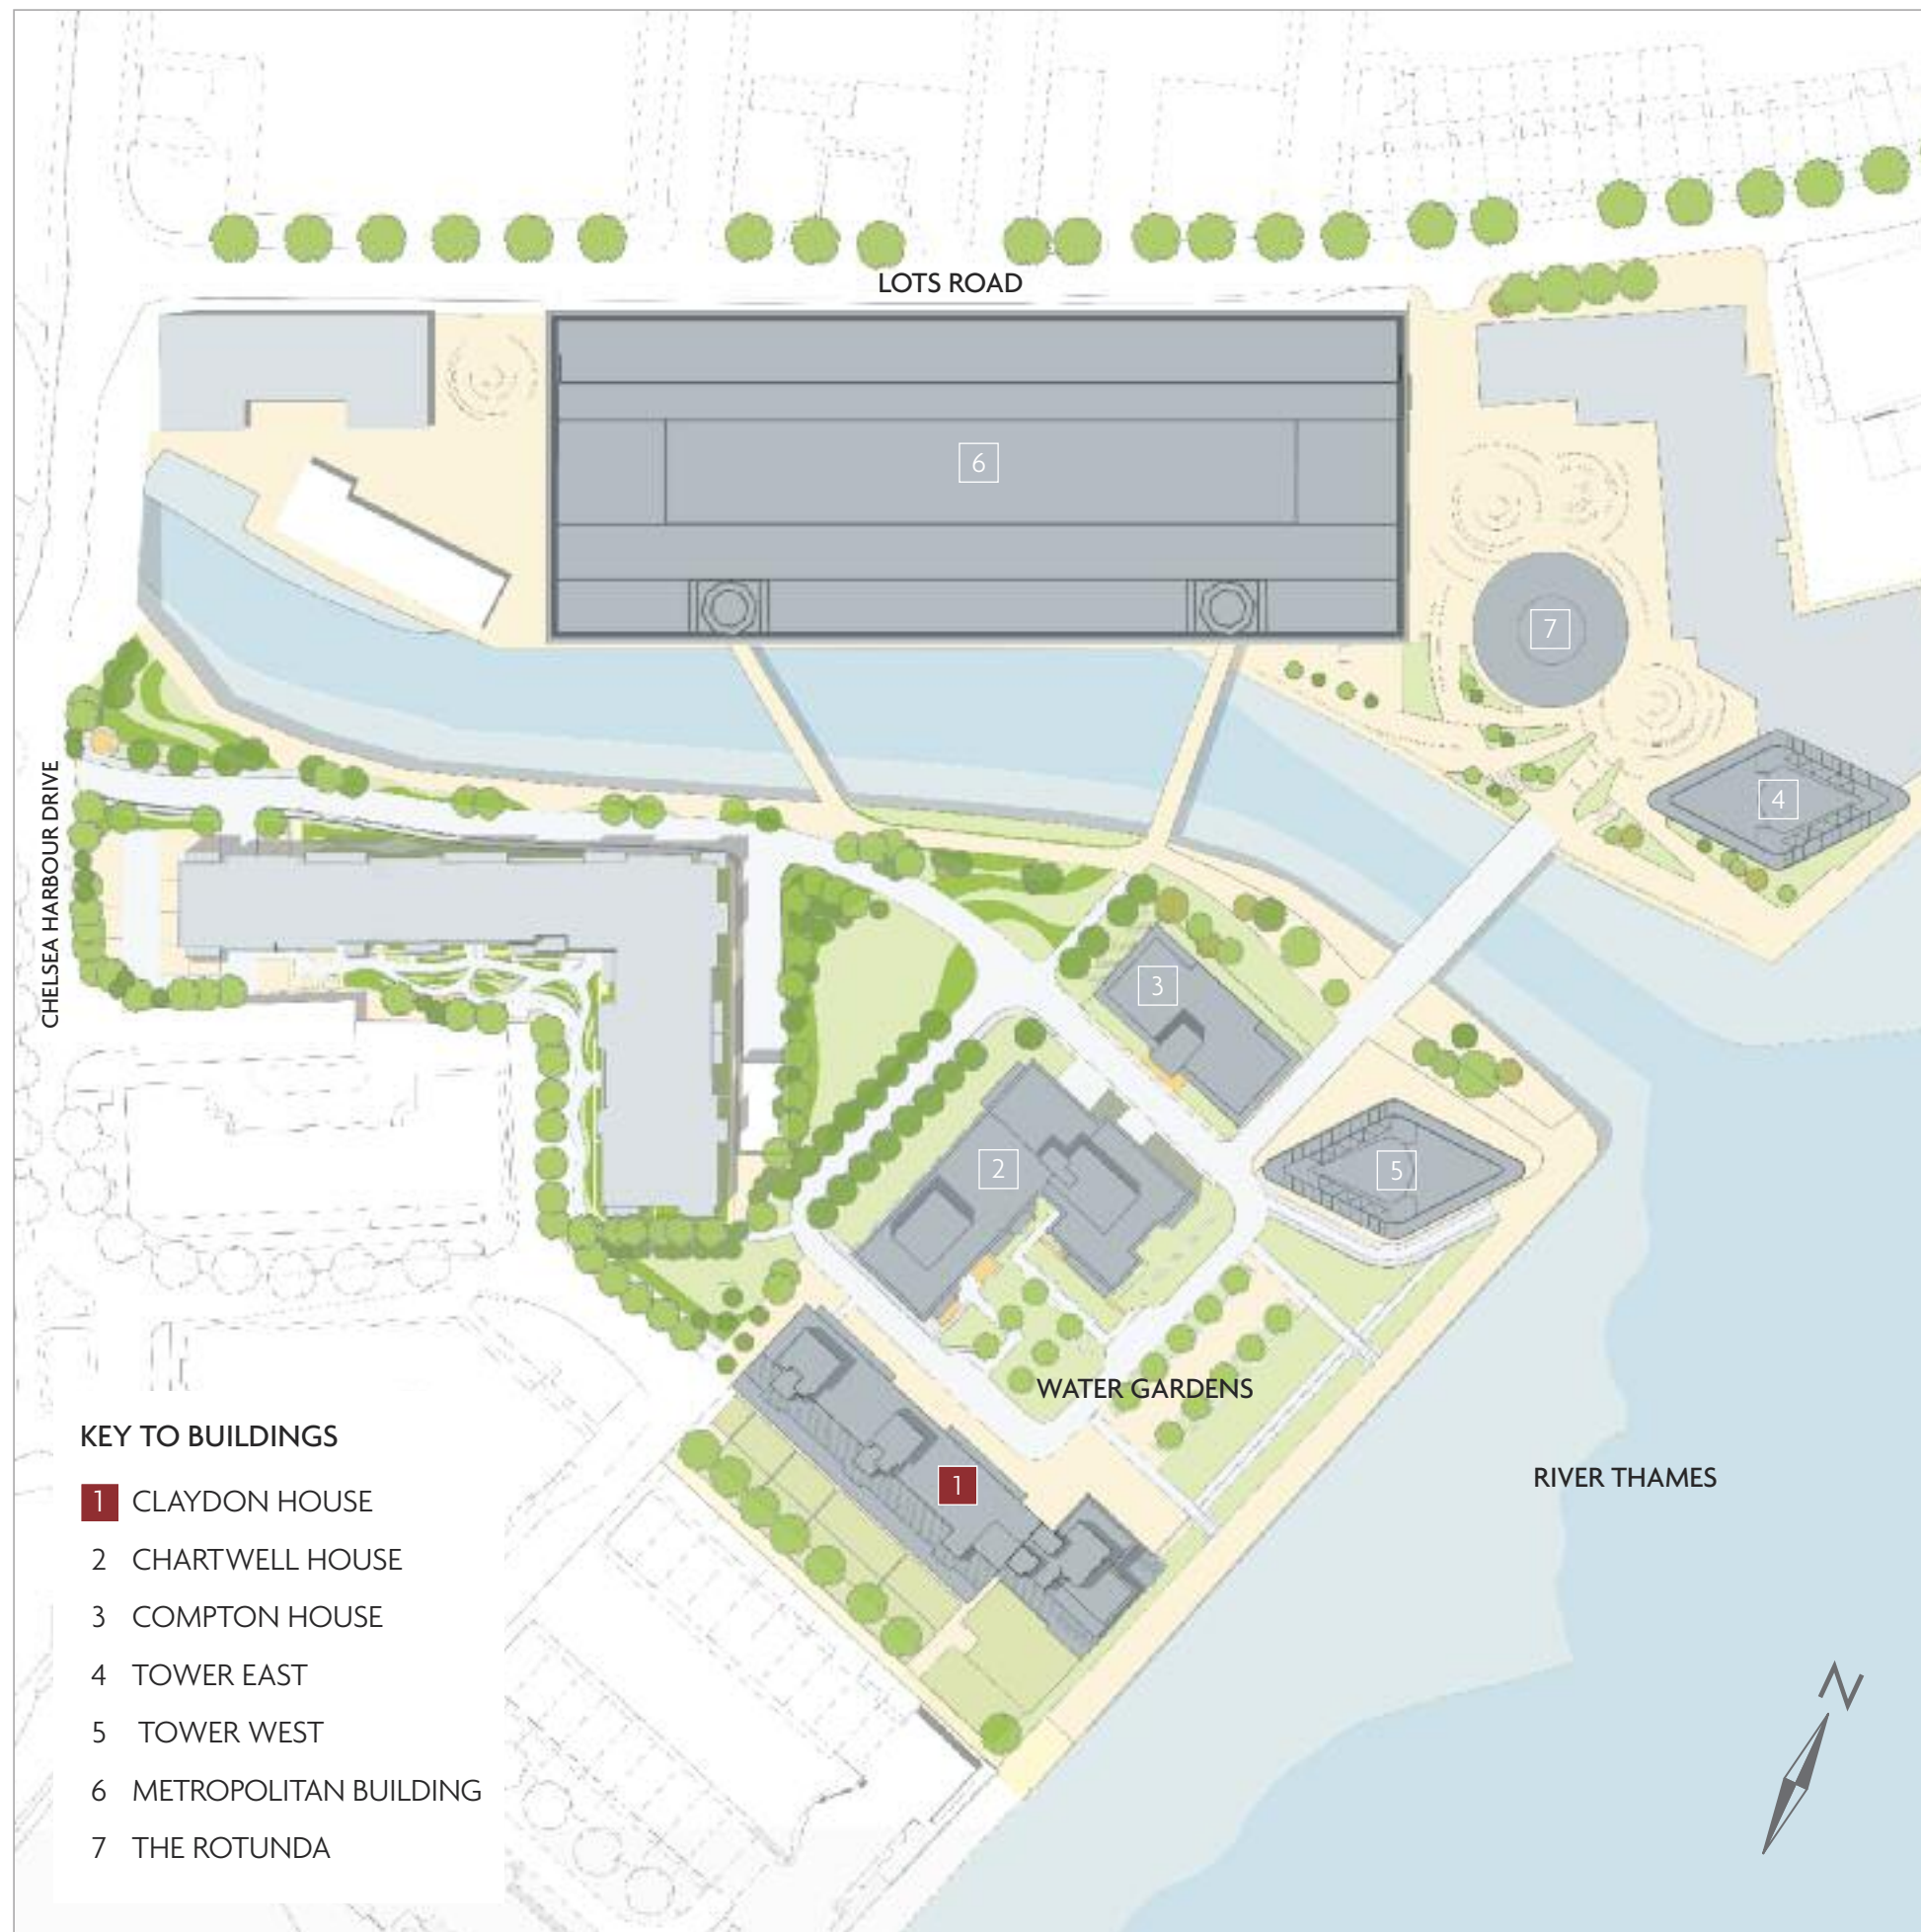 LOTS ROAD
6
7
4
CHELSEA HARBOUR DRIVE
3
2
5
WATER GARDENS
1
RIVER THAMES
KEY TO BUILDINGS
1 CLAYDON HOUSE
2 CHARTWELL HOUSE
3 COMPTON HOUSE
4 TOWER EAST
5 TOWER WEST
6 METROPOLITAN BUILDING
7 THE ROTUNDA
N